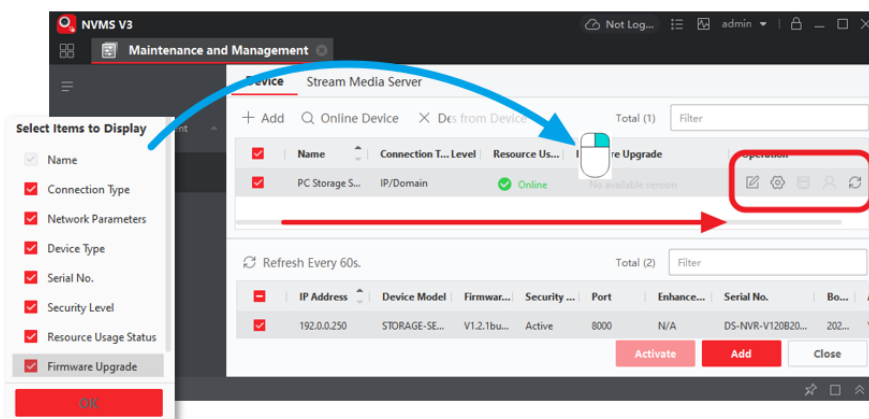 NVMS V3
Not Log...
admin
Maintenance and Management
Device
Stream Media Server
Add
Online Device
from Device
Total (1)
Filter
Name
Connection T...
Level
Resource Us...
Upgrade
Operation
PC Storage S...
IP/Domain
Online
No available version
Refresh Every 60s.
Total (2)
Filter
IP Address
Device Model
Firmwar...
Security ...
Port
Enhance...
Serial No.
Bo...
192.0.0.250
STORAGE-SE...
V1.2.1bu...
Active
8000
N/A
DS-NVR-V120B20...
202...
Activate
Add
Close
Select Items to Display
Name
Connection Type
Network Parameters
Device Type
Serial No.
Security Level
Resource Usage Status
Firmware Upgrade
OK